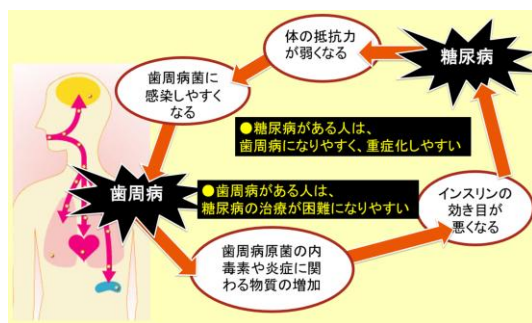 体の抵抗力
が弱くなる
糖尿病
歯周病菌に
感染しやすく
なる
●糖尿病がある人は、
歯周病になりやすく、重症化しやすい
歯周病
●歯周病がある人は、
糖尿病の治療が困難になりやすい
インスリンの
効き目が
悪くなる
歯周病原菌の内
毒素や炎症に関
わる物質の増加